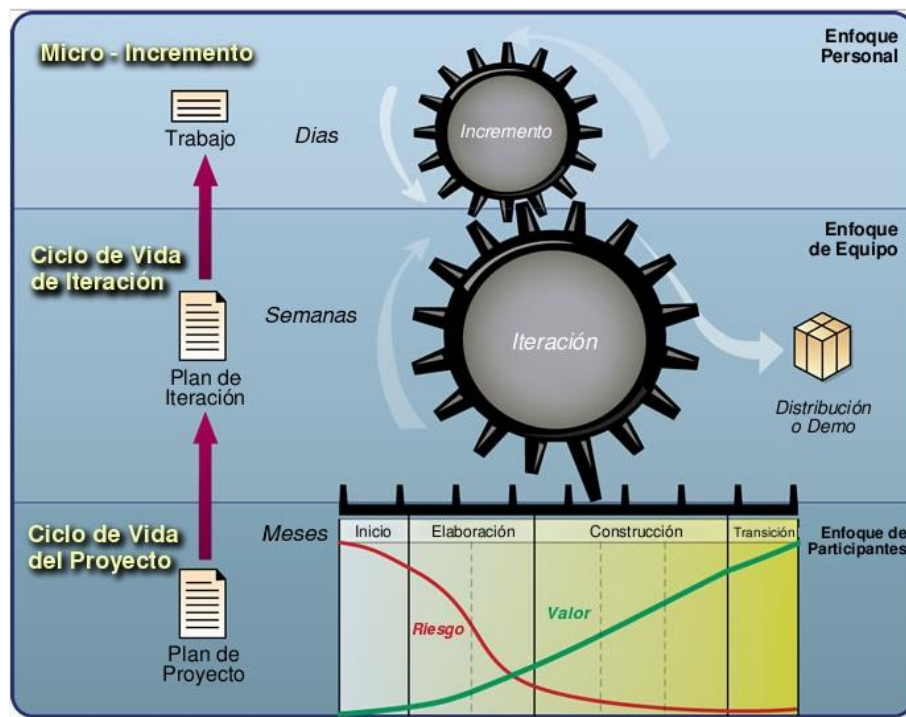 Micro - Incremento
Enfoque
Personal
Trabajo
Dias
Incremento
Ciclo de Vida
de Iteración
Enfoque
de Equipo
Semanas
Iteración
Plan de
Iteración
Distribución
o Demo
Ciclo de Vida
del Proyecto
Meses
Inicio
Elaboración
Construcción
Transición
Enfoque de
Participantes
Valor
Riesgo
Plan de
Proyecto